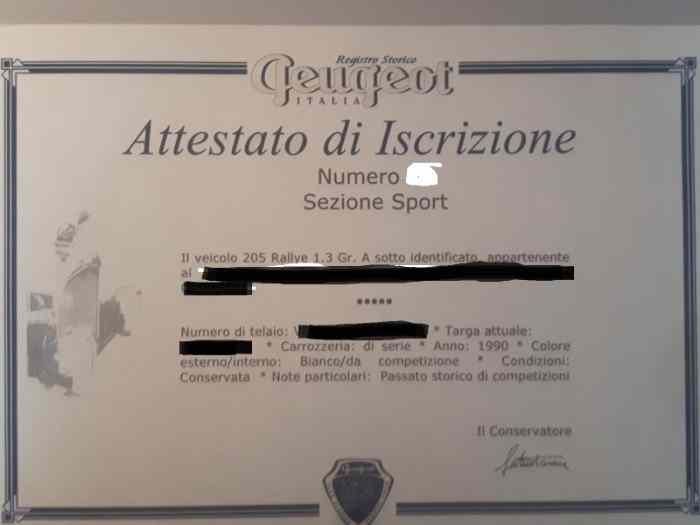 Registro Storico
Peugeot
ITALIA
Attestato di Iscrizione
Numero
Sezione Sport
Il veicolo 205 Rallye 1.3 Gr. A sotto identificato, appartenente
al
*****
Numero di telaio: V * Targa attuale:
* Carrozzeria: di serie * Anno: 1990 * Colore
esterno/interno: Bianco/da competizione * Condizioni:
Conservata * Note particolari: Passato storico di competizioni
Il Conservatore
Peugeot